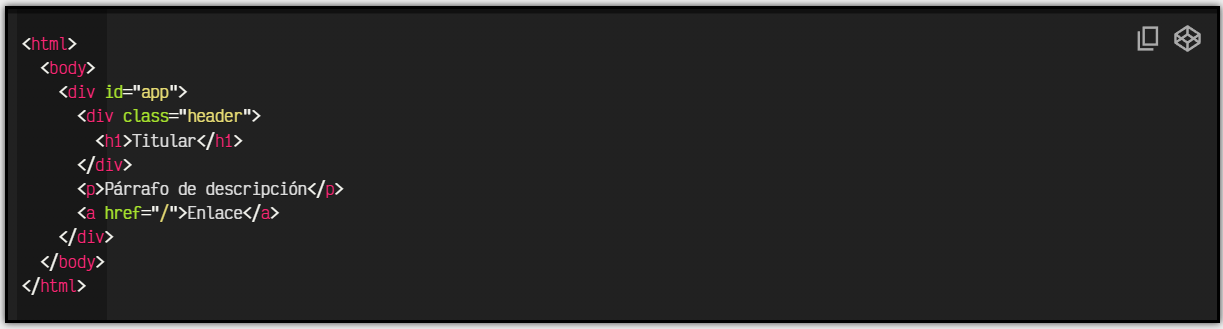 <html>
  <body>
    <div id="app">
      <div class="header">
        <h1>Titular</h1>
      </div>
      <p>Párrafo de descripción</p>
      <a href="/">Enlace</a>
    </div>
  </body>
</html>